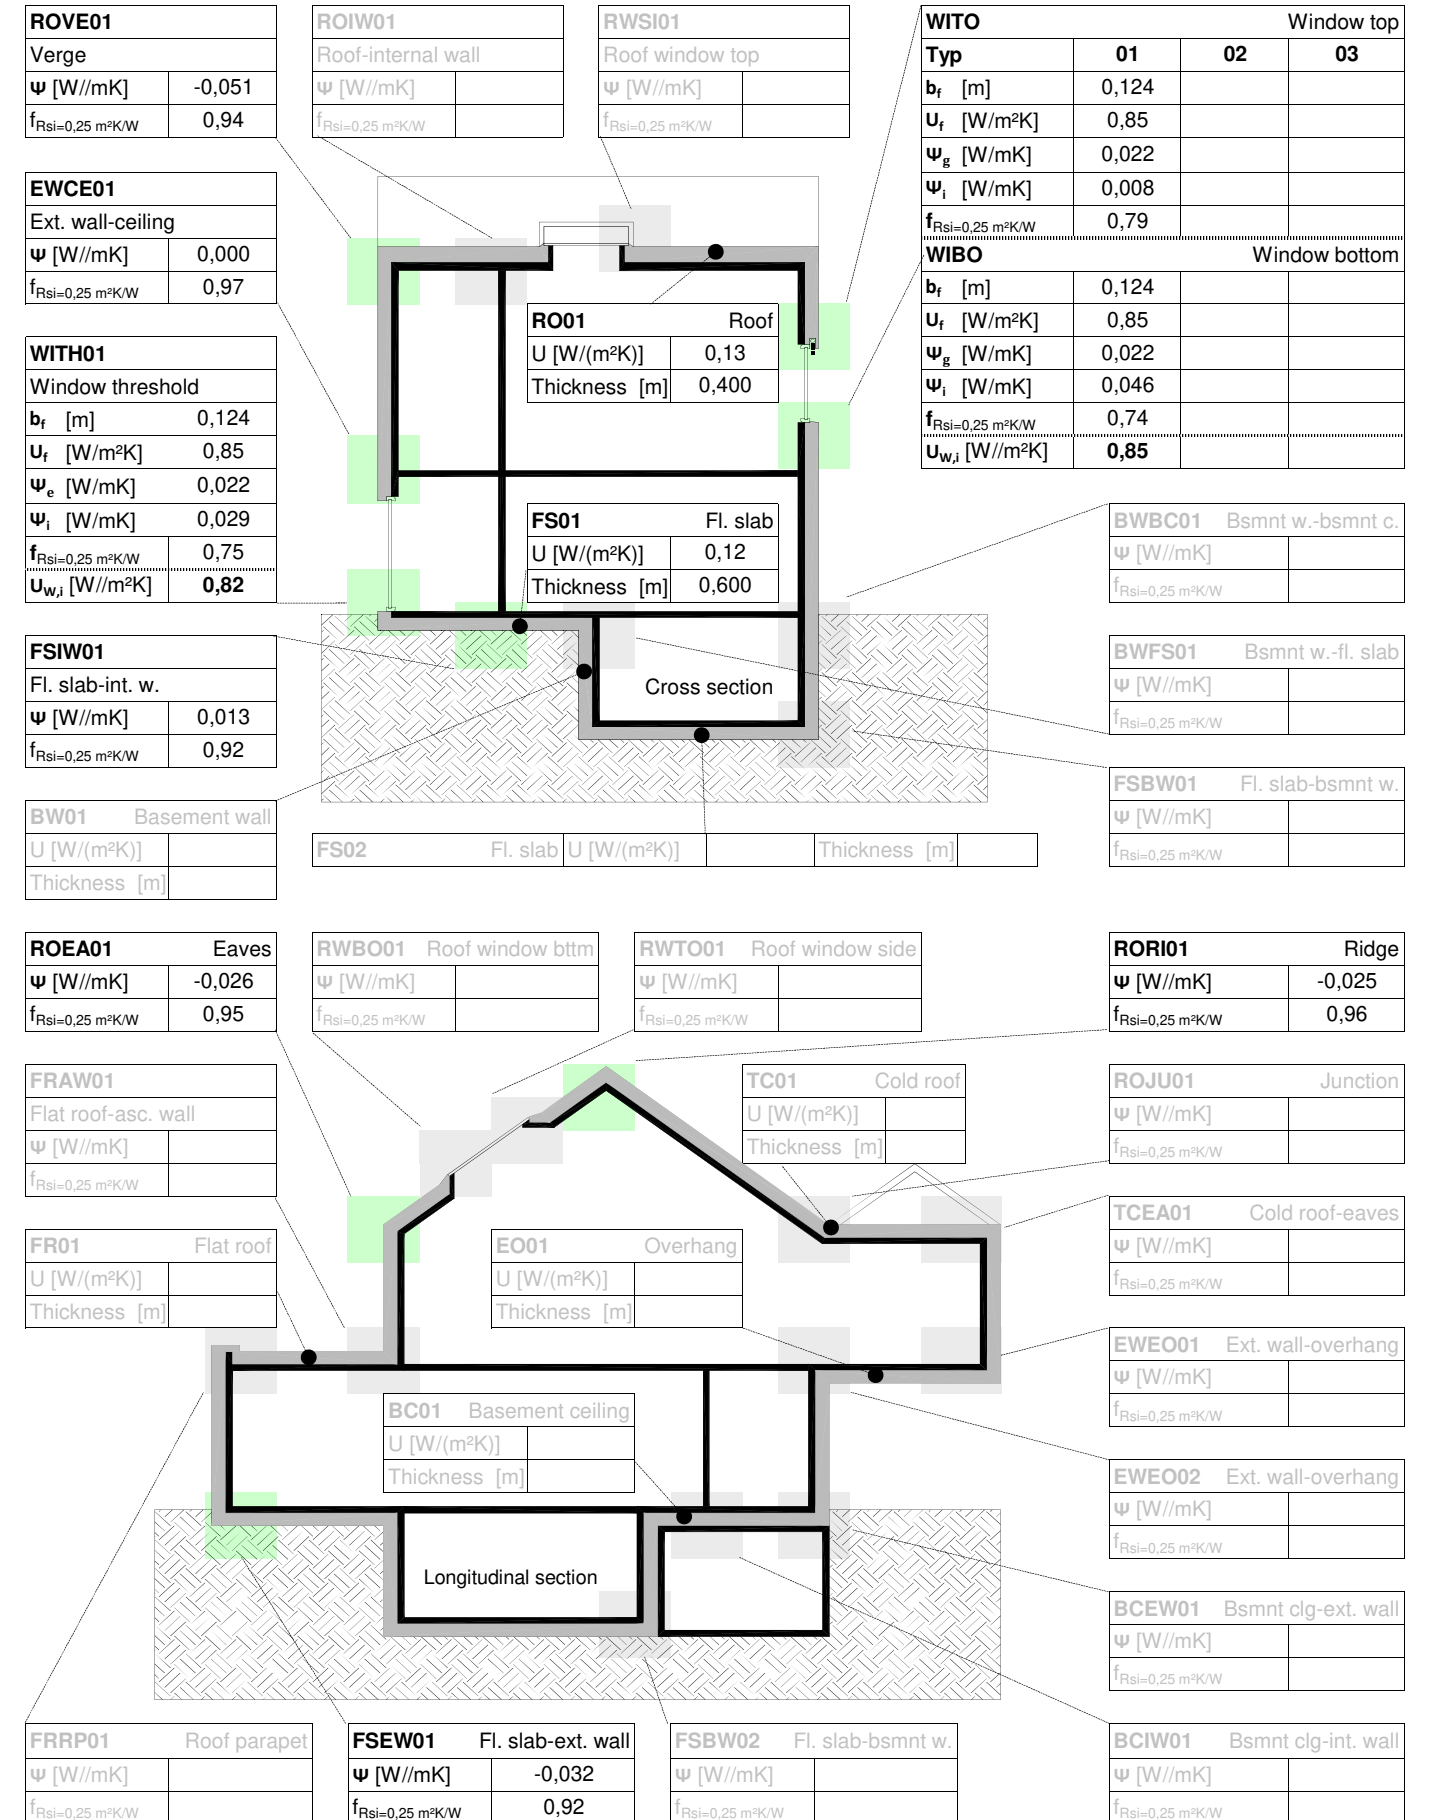 ROVE01
Verge
Ψ [W//mK] -0,051
fRsi=0,25 m²K/W 0,94
ROIW01
Roof-internal wall
Ψ [W//mK]
fRsi=0,25 m²K/W
RWSI01
Roof window top
Ψ [W//mK]
fRsi=0,25 m²K/W
WITO Window top
Typ 01 02 03
bf [m] 0,124
Uf [W/m²K] 0,85
Ψg [W/mK] 0,022
Ψi [W/mK] 0,008
fRsi=0,25 m²K/W 0,79
WIBO Window bottom
bf [m] 0,124
Uf [W/m²K] 0,85
Ψg [W/mK] 0,022
Ψi [W/mK] 0,046
fRsi=0,25 m²K/W 0,74
UW,i [W//m²K] 0,85
EWCE01
Ext. wall-ceiling
Ψ [W//mK] 0,000
fRsi=0,25 m²K/W 0,97
RO01 Roof
U [W/(m²K)] 0,13
Thickness [m] 0,400
WITH01
Window threshold
bf [m] 0,124
Uf [W/m²K] 0,85
Ψe [W/mK] 0,022
Ψi [W/mK] 0,029
fRsi=0,25 m²K/W 0,75
UW,i [W//m²K] 0,82
FS01 Fl. slab
U [W/(m²K)] 0,12
Thickness [m] 0,600
BWBC01 Bsmnt w.-bsmnt c.
Ψ [W//mK]
fRsi=0,25 m²K/W
FSIW01
Fl. slab-int. w.
Ψ [W//mK] 0,013
fRsi=0,25 m²K/W 0,92
Cross section
BWFS01 Bsmnt w.-fl. slab
Ψ [W//mK]
fRsi=0,25 m²K/W
FSBW01 Fl. slab-bsmnt w.
Ψ [W//mK]
fRsi=0,25 m²K/W
BW01 Basement wall
U [W/(m²K)]
Thickness [m]
FS02 Fl. slab U [W/(m²K)] Thickness [m]
ROEA01 Eaves
Ψ [W//mK] -0,026
fRsi=0,25 m²K/W 0,95
RWBO01 Roof window bttm
Ψ [W//mK]
fRsi=0,25 m²K/W
RWTO01 Roof window side
Ψ [W//mK]
fRsi=0,25 m²K/W
RORI01 Ridge
Ψ [W//mK] -0,025
fRsi=0,25 m²K/W 0,96
FRAW01
Flat roof-asc. wall
Ψ [W//mK]
fRsi=0,25 m²K/W
TC01 Cold roof
U [W/(m²K)]
Thickness [m]
ROJU01 Junction
Ψ [W//mK]
fRsi=0,25 m²K/W
TCEA01 Cold roof-eaves
Ψ [W//mK]
fRsi=0,25 m²K/W
FR01 Flat roof
U [W/(m²K)]
Thickness [m]
EO01 Overhang
U [W/(m²K)]
Thickness [m]
EWEO01 Ext. wall-overhang
Ψ [W//mK]
fRsi=0,25 m²K/W
BC01 Basement ceiling
U [W/(m²K)]
Thickness [m]
EWEO02 Ext. wall-overhang
Ψ [W//mK]
fRsi=0,25 m²K/W
Longitudinal section
BCEW01 Bsmnt clg-ext. wall
Ψ [W//mK]
fRsi=0,25 m²K/W
FRRP01 Roof parapet
Ψ [W//mK]
fRsi=0,25 m²K/W
FSEW01 Fl. slab-ext. wall
Ψ [W//mK] -0,032
fRsi=0,25 m²K/W 0,92
FSBW02 Fl. slab-bsmnt w.
Ψ [W//mK]
fRsi=0,25 m²K/W
BCIW01 Bsmnt clg-int. wall
Ψ [W//mK]
fRsi=0,25 m²K/W